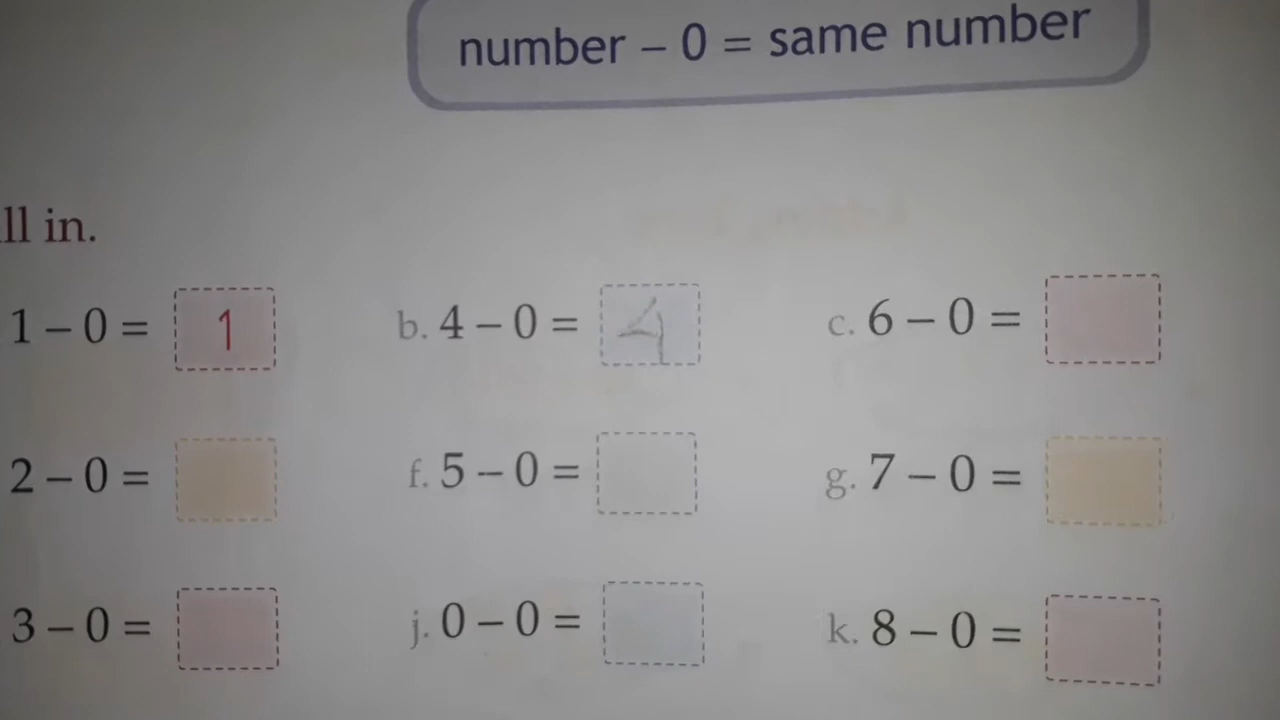 number – 0 = same number
ll in.
1 – 0 = 1 b. 4 – 0 = 4 c. 6 – 0 =
2 – 0 = f. 5 – 0 = g. 7 – 0 =
3 – 0 = j. 0 – 0 = k. 8 – 0 =